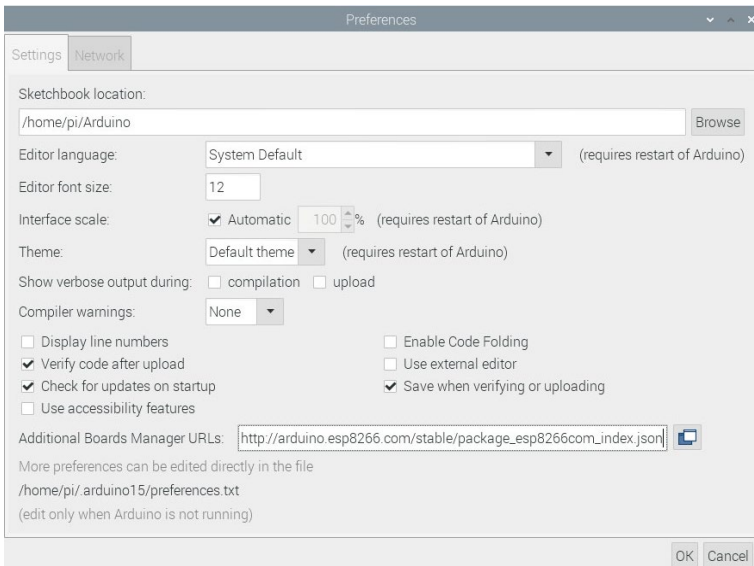 Preferences
Settings Network
Sketchbook location:
/home/pi/Arduino Browse
Editor language: System Default (requires restart of Arduino)
Editor font size: 12
Interface scale: Automatic 100 % (requires restart of Arduino)
Theme: Default theme (requires restart of Arduino)
Show verbose output during: compilation upload
Compiler warnings: None
Display line numbers Enable Code Folding
Verify code after upload Use external editor
Check for updates on startup Save when verifying or uploading
Use accessibility features
Additional Boards Manager URLs: http://arduino.esp8266.com/stable/package_esp8266com_index.json
More preferences can be edited directly in the file
/home/pi/.arduino15/preferences.txt
(edit only when Arduino is not running)
OK Cancel